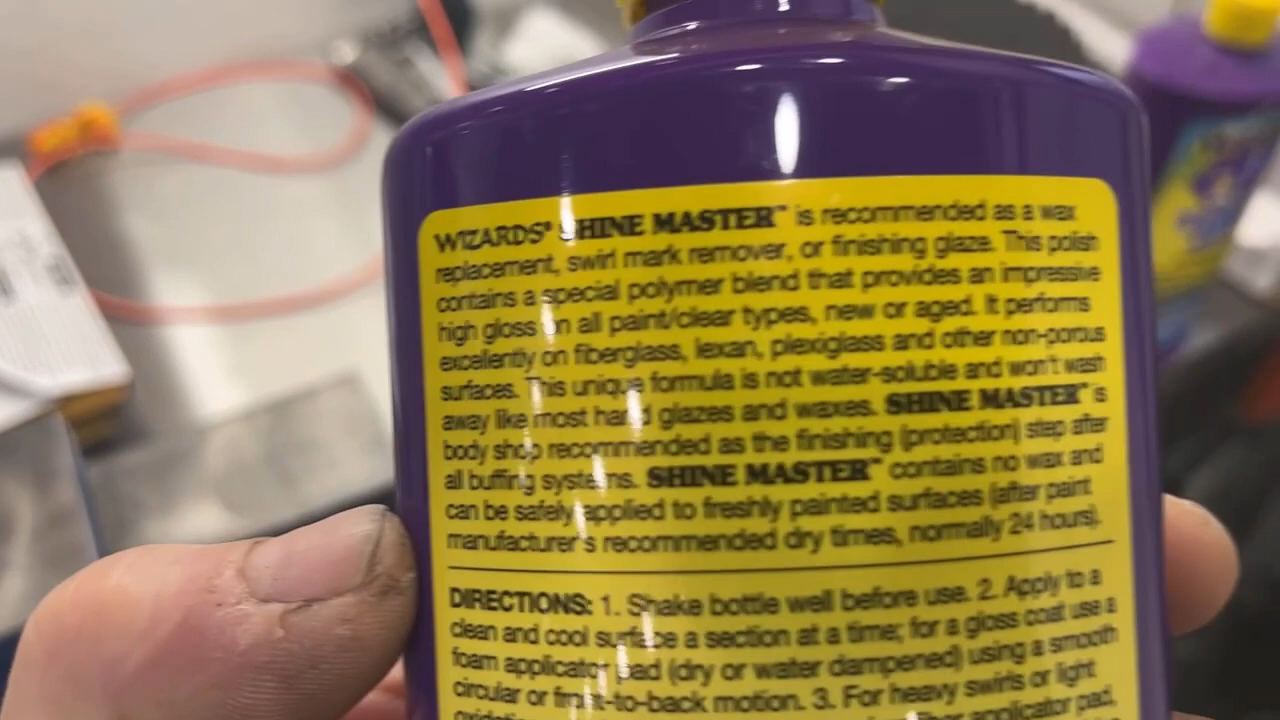 WIZARDS® SHINE MASTER™ is recommended as a wax
replacement, swirl mark remover, or finishing glaze. This polish
contains a special polymer blend that provides an impressive
high gloss on all paint/clear types, new or aged. It performs
excellently on fiberglass, lexan, plexiglass and other non-porous
surfaces. This unique formula is not water-soluble and won't wash
away like most hand glazes and waxes. SHINE MASTER™ is
body shop recommended as the finishing (protection) step after
all buffing systems. SHINE MASTER™ contains no wax and
can be safely applied to freshly painted surfaces (after paint
manufacturer's recommended dry times, normally 24 hours).
DIRECTIONS: 1. Shake bottle well before use. 2. Apply to a
clean and cool surface a section at a time; for a gloss coat use a
foam applicator pad (dry or water dampened) using a smooth
circular or front-to-back motion. 3. For heavy swirls or light
applicator pad,